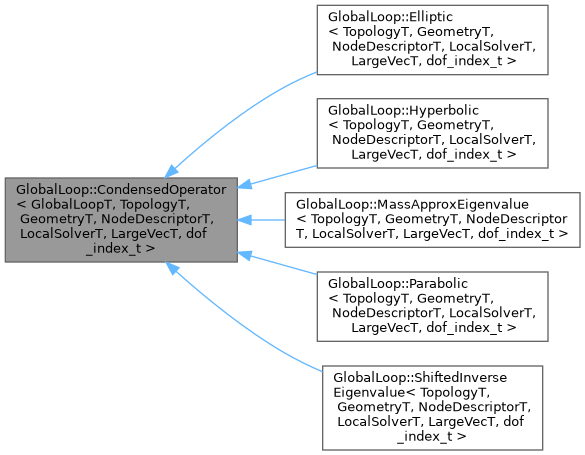 GlobalLoop::Elliptic
< TopologyT, GeometryT,
NodeDescriptorT, LocalSolverT,
LargeVecT, dof_index_t >
GlobalLoop::Hyperbolic
< TopologyT, GeometryT,
NodeDescriptorT, LocalSolverT,
LargeVecT, dof_index_t >
GlobalLoop::CondensedOperator
< GlobalLoopT, TopologyT,
GeometryT, NodeDescriptorT,
LocalSolverT, LargeVecT, dof
_index_t >
GlobalLoop::MassApproxEigenvalue
< TopologyT, GeometryT, NodeDescriptor
T, LocalSolverT, LargeVecT, dof_index_t >
GlobalLoop::Parabolic
< TopologyT, GeometryT,
NodeDescriptorT, LocalSolverT,
LargeVecT, dof_index_t >
GlobalLoop::ShiftedInverse
Eigenvalue< TopologyT,
GeometryT, NodeDescriptorT,
LocalSolverT, LargeVecT, dof
_index_t >